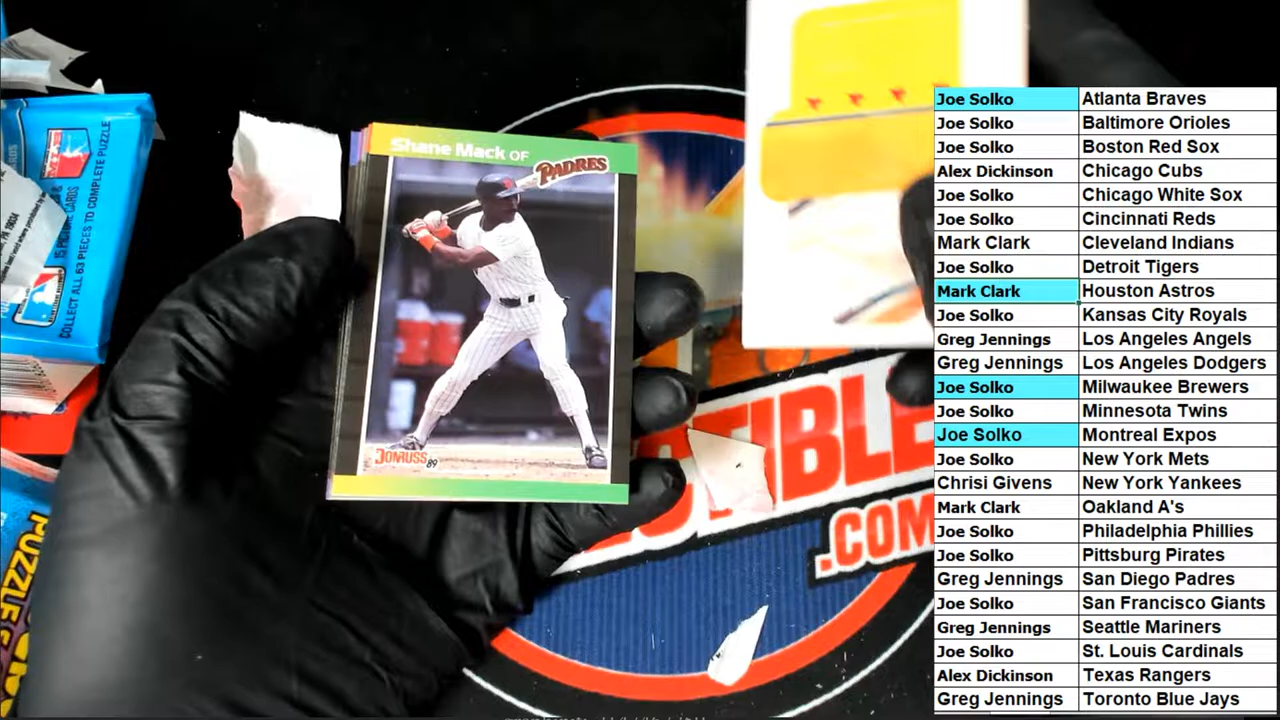 Shane Mack OF
PADRES
DONRUSS 89
15 PICTURE CARDS &
COLLECT ALL 63 PIECES TO COMPLETE PUZZLE
PUZZLE
TIBLE
.COM
Joe Solko Atlanta Braves
Joe Solko Baltimore Orioles
Joe Solko Boston Red Sox
Alex Dickinson Chicago Cubs
Joe Solko Chicago White Sox
Joe Solko Cincinnati Reds
Mark Clark Cleveland Indians
Joe Solko Detroit Tigers
Mark Clark Houston Astros
Joe Solko Kansas City Royals
Greg Jennings Los Angeles Angels
Greg Jennings Los Angeles Dodgers
Joe Solko Milwaukee Brewers
Joe Solko Minnesota Twins
Joe Solko Montreal Expos
Joe Solko New York Mets
Chrisi Givens New York Yankees
Mark Clark Oakland A's
Joe Solko Philadelphia Phillies
Joe Solko Pittsburg Pirates
Greg Jennings San Diego Padres
Joe Solko San Francisco Giants
Greg Jennings Seattle Mariners
Joe Solko St. Louis Cardinals
Alex Dickinson Texas Rangers
Greg Jennings Toronto Blue Jays